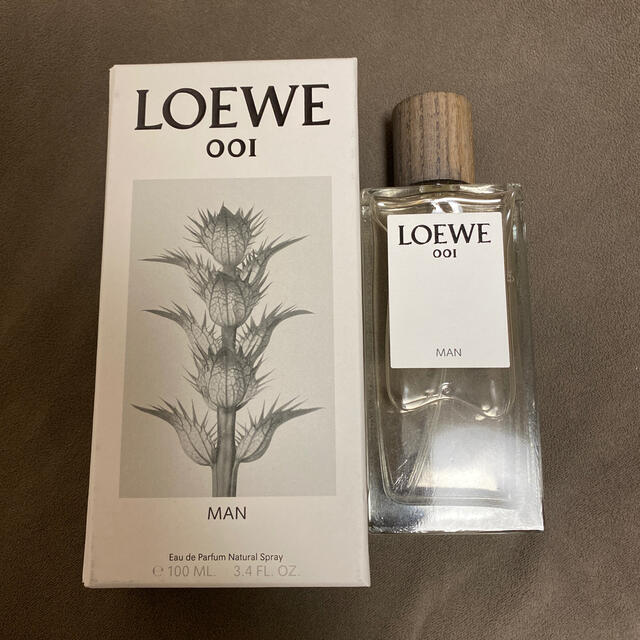 LOEWE
001
MAN
Eau de Parfum Natural Spray
℮ 100 ML. 3.4 FL. OZ.
LOEWE
001
MAN